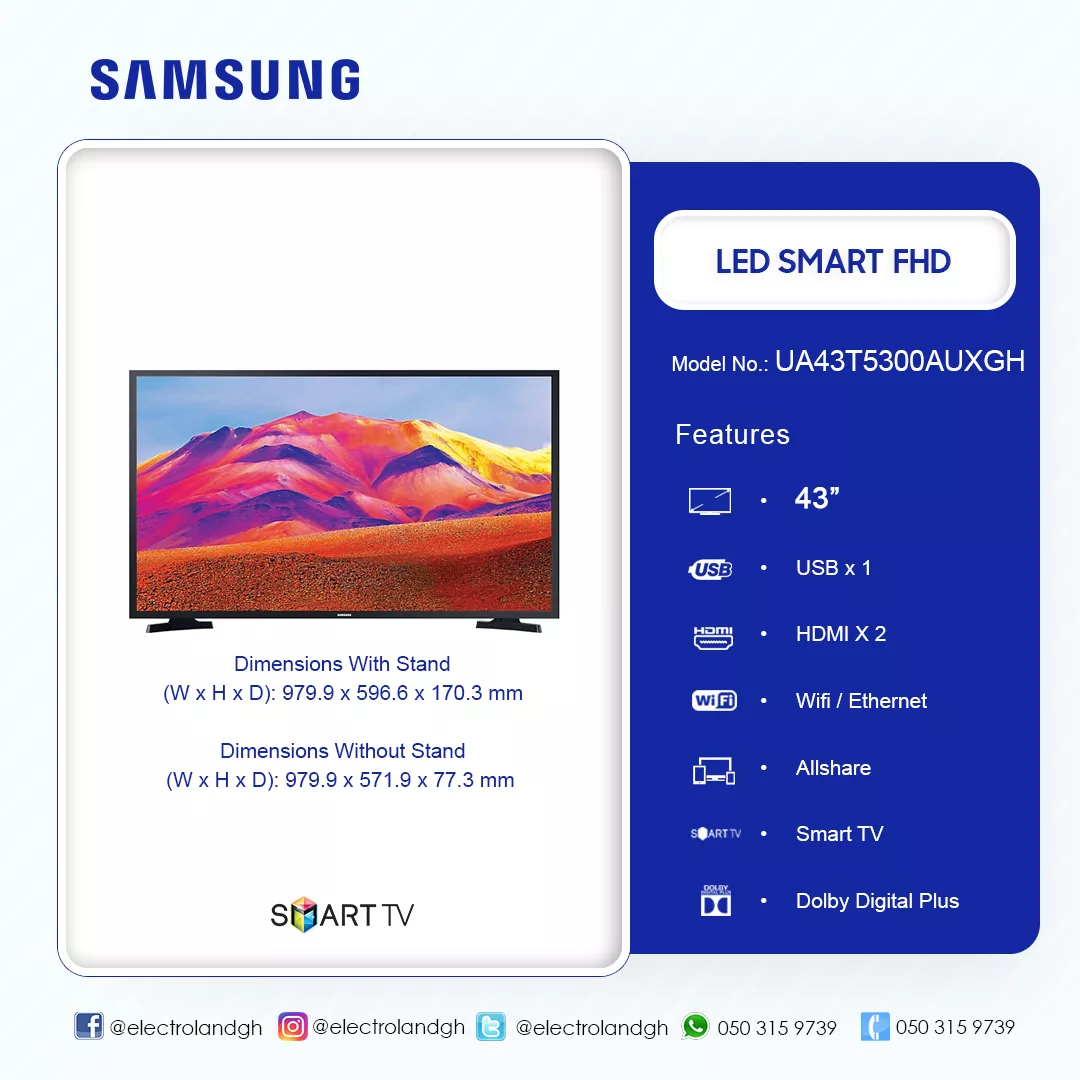 SAMSUNG
LED SMART FHD
Model No.: UA43T5300AUXGH
Features
43”
USB
USB x 1
HDMI
HDMI X 2
WiFi
Wifi / Ethernet
Allshare
SMART TV
Smart TV
DOLBY
DIGITAL PLUS
Dolby Digital Plus
SAMSUNG
Dimensions With Stand
(W x H x D): 979.9 x 596.6 x 170.3 mm
Dimensions Without Stand
(W x H x D): 979.9 x 571.9 x 77.3 mm
SMART TV
@electrolandgh @electrolandgh @electrolandgh 050 315 9739 050 315 9739